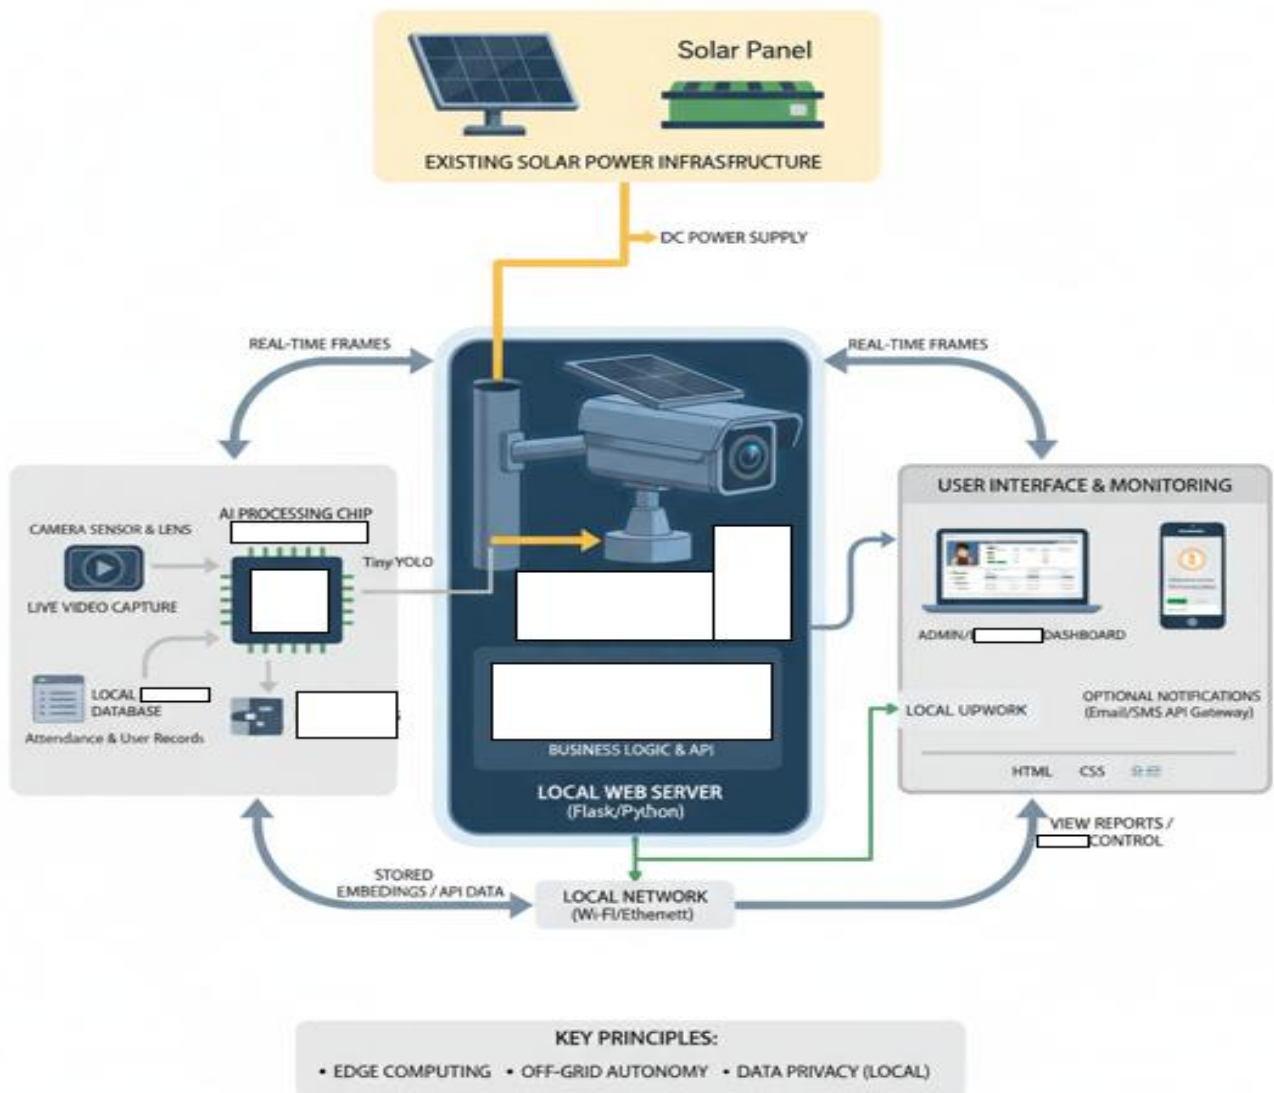 Solar Panel
EXISTING SOLAR POWER INFRASFRUCTURE
DC POWER SUPPLY
REAL-TIME FRAMES
REAL-TIME FRAMES
AI PROCESSING CHIP
CAMERA SENSOR & LENS
Tiny YOLO
LIVE VIDEO CAPTURE
LOCAL
DATABASE
Attendance & User Records
BUSINESS LOGIC & API
LOCAL WEB SERVER
(Flask/Python)
USER INTERFACE & MONITORING
ADMIN/
DASHBOARD
LOCAL UPWORK
OPTIONAL NOTIFICATIONS
(Email/SMS API Gateway)
HTML CSS
VIEW REPORTS /
CONTROL
STORED
EMBEDINGS / API DATA
LOCAL NETWORK
(Wi-FI/Ethernett)
KEY PRINCIPLES:
• EDGE COMPUTING • OFF-GRID AUTONOMY • DATA PRIVACY (LOCAL)